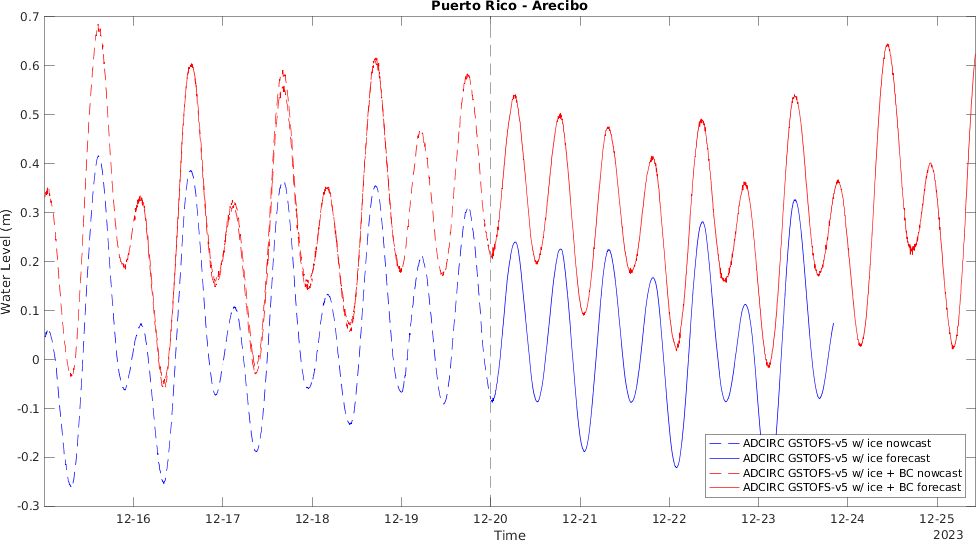 Puerto Rico - Arecibo
0.7
0.6
0.5
0.4
0.3
0.2
0.1
0
-0.1
-0.2
-0.3
Water Level (m)
ADCIRC GSTOFS-v5 w/ ice nowcast
ADCIRC GSTOFS-v5 w/ ice forecast
ADCIRC GSTOFS-v5 w/ ice + BC nowcast
ADCIRC GSTOFS-v5 w/ ice + BC forecast
12-16 12-17 12-18 12-19 12-20 12-21 12-22 12-23 12-24 12-25
Time
2023